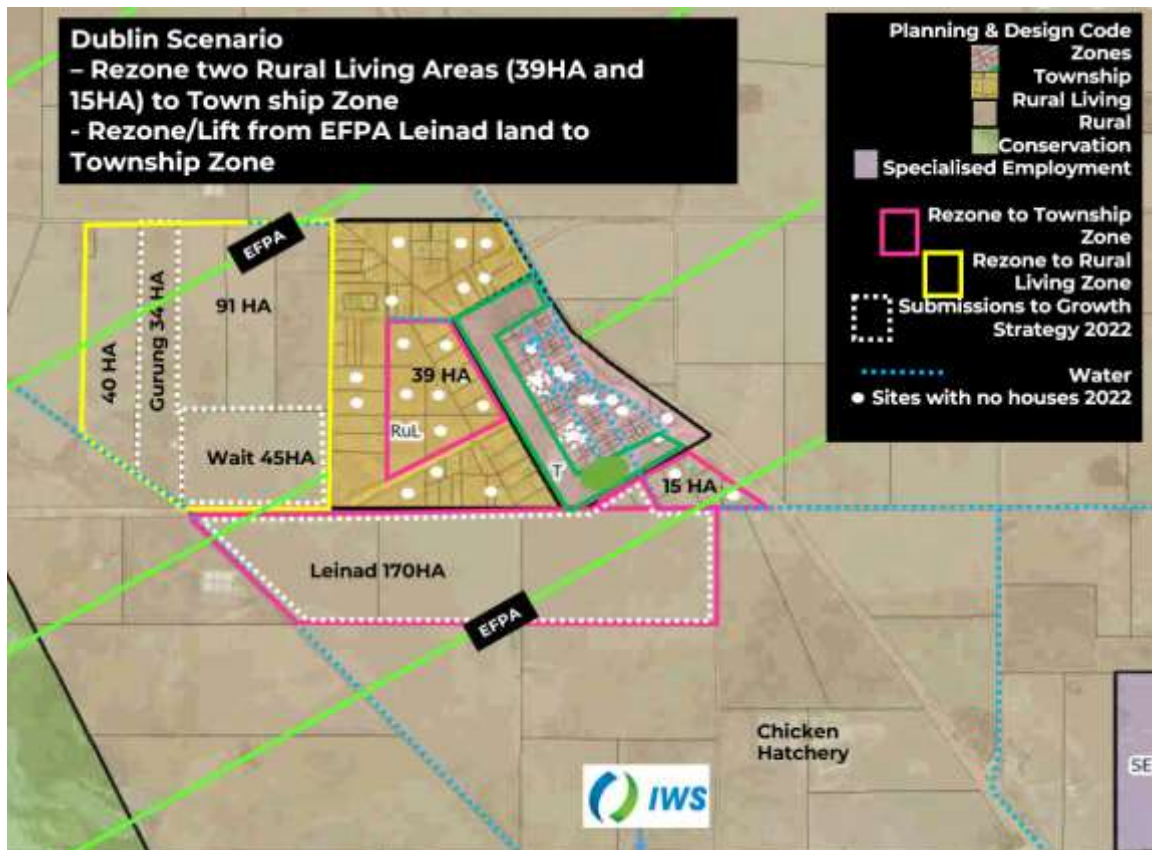 Dublin Scenario
– Rezone two Rural Living Areas (39HA and
15HA) to Town ship Zone
- Rezone/Lift from EFPA Leinad land to
Township Zone
Planning & Design Code
Zones
Township
Rural Living
Rural
Conservation
Specialised Employment
Rezone to Township
Zone
Rezone to Rural
Living Zone
Submissions to Growth
Strategy 2022
Water
Sites with no houses 2022
EFPA
40 HA
Gurung 34 HA
91 HA
39 HA
RuL
Wait 45HA
T
15 HA
Leinad 170HA
EFPA
Chicken
Hatchery
SE
IWS